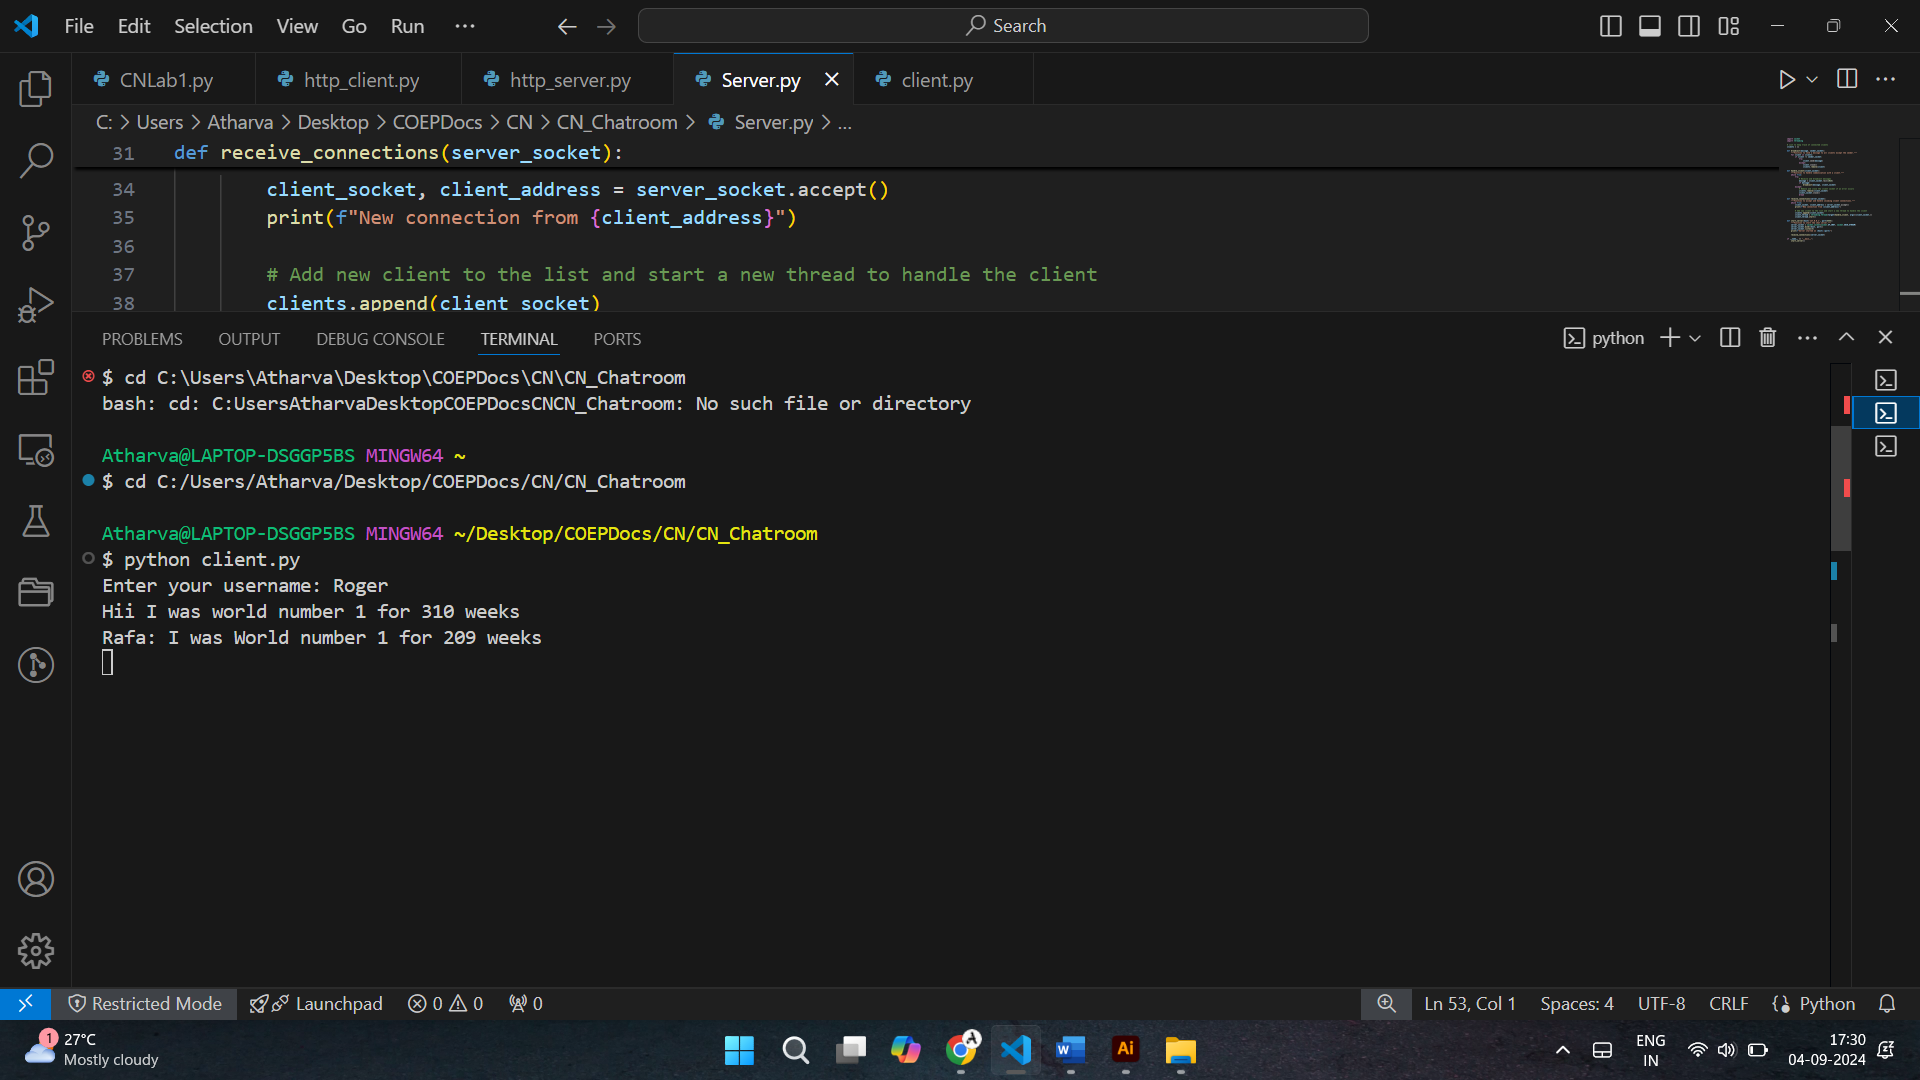 File Edit Selection View Go Run ··· Search
CNLab1.py http_client.py http_server.py Server.py client.py
C: > Users > Atharva > Desktop > COEPDocs > CN > CN_Chatroom > Server.py > ...
31 def receive_connections(server_socket):
34 client_socket, client_address = server_socket.accept()
35 print(f"New connection from {client_address}")
36
37 # Add new client to the list and start a new thread to handle the client
38 clients.append(client_socket)
PROBLEMS OUTPUT DEBUG CONSOLE TERMINAL PORTS python
$ cd C:\Users\Atharva\Desktop\COEPDocs\CN\CN_Chatroom
bash: cd: C:UsersAtharvaDesktopCOEPDocsCNCN_Chatroom: No such file or directory
Atharva@LAPTOP-DSGGP5BS MINGW64 ~
$ cd C:/Users/Atharva/Desktop/COEPDocs/CN/CN_Chatroom
Atharva@LAPTOP-DSGGP5BS MINGW64 ~/Desktop/COEPDocs/CN/CN_Chatroom
$ python client.py
Enter your username: Roger
Hii I was world number 1 for 310 weeks
Rafa: I was World number 1 for 209 weeks
Restricted Mode Launchpad 0 0 0 Ln 53, Col 1 Spaces: 4 UTF-8 CRLF {} Python
1 27°C
Mostly cloudy
A
W
Ai
ENG
IN
17:30
04-09-2024